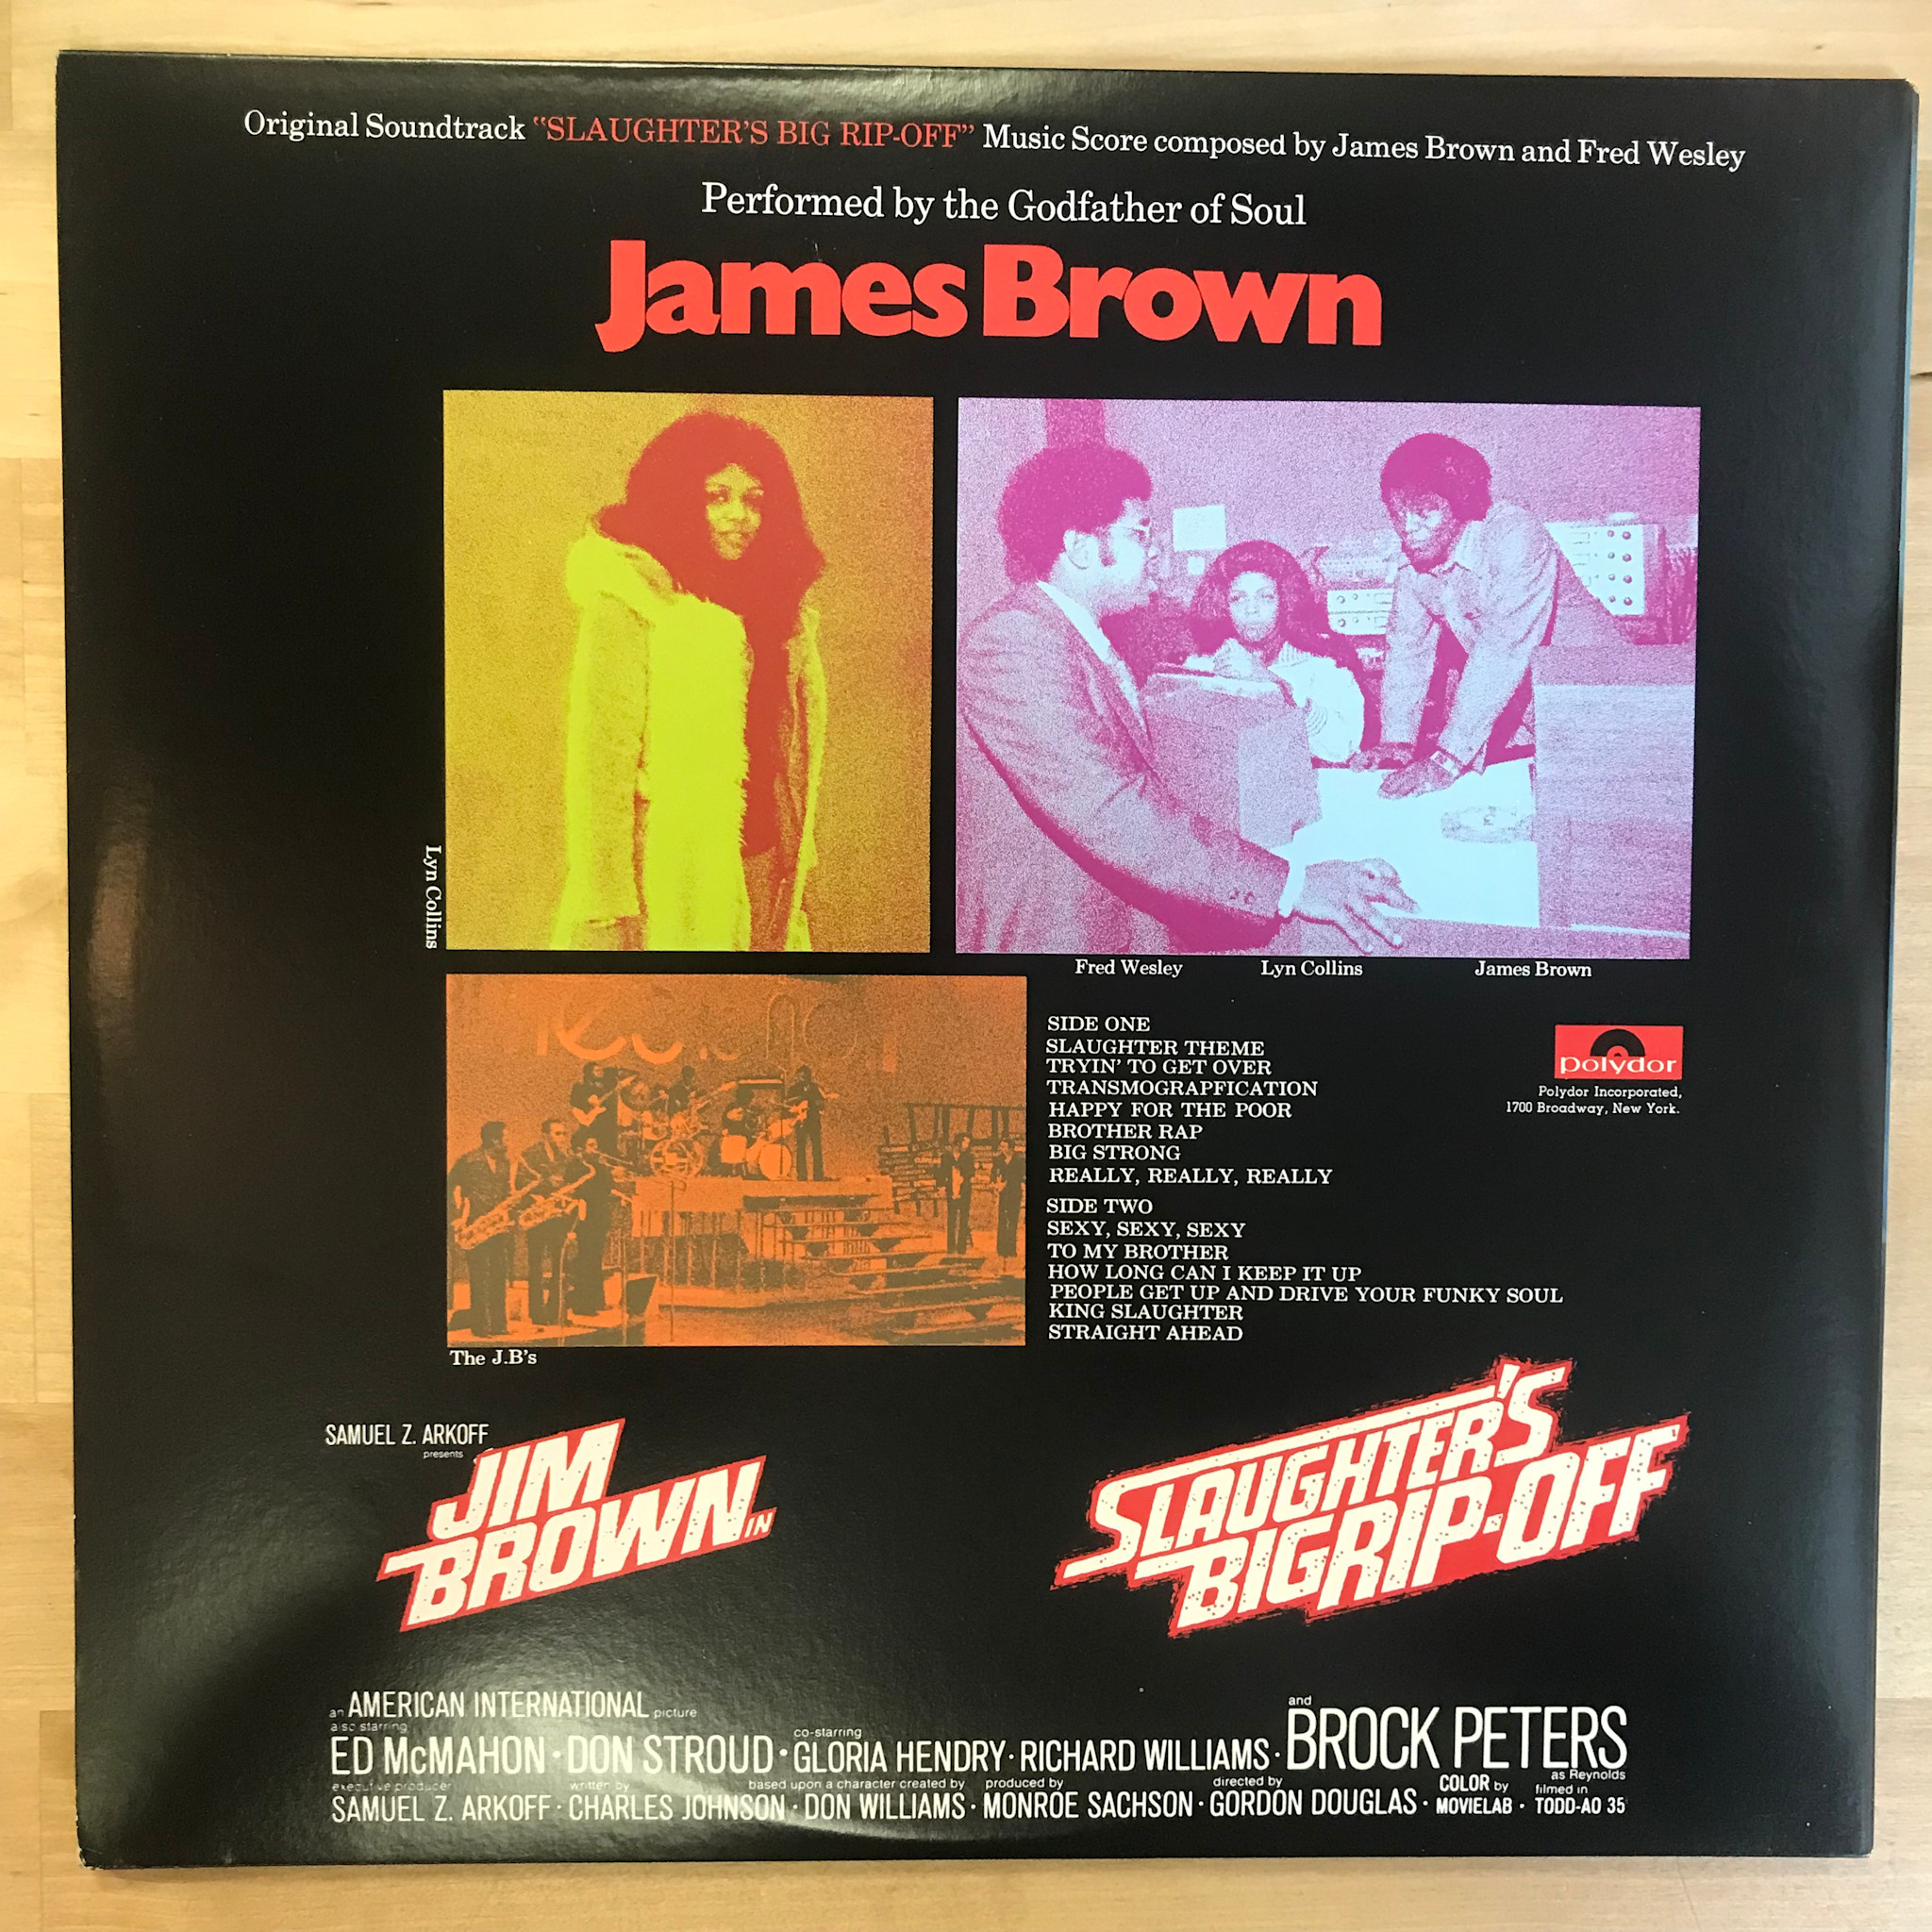 Original Soundtrack "SLAUGHTER'S BIG RIP-OFF" Music Score composed by James Brown and Fred Wesley
Performed by the Godfather of Soul
James Brown
Lyn Collins
Fred Wesley Lyn Collins James Brown
SIDE ONE
SLAUGHTER THEME
TRYIN' TO GET OVER
TRANSMOGRAPFICATION
HAPPY FOR THE POOR
BROTHER RAP
BIG STRONG
REALLY, REALLY, REALLY
SIDE TWO
SEXY, SEXY, SEXY
TO MY BROTHER
HOW LONG CAN I KEEP IT UP
PEOPLE GET UP AND DRIVE YOUR FUNKY SOUL
KING SLAUGHTER
STRAIGHT AHEAD
polydor
Polydor Incorporated,
1700 Broadway, New York.
The J.B's
SAMUEL Z. ARKOFF
presents
JIM
BROWN IN
SLAUGHTER'S
BIG RIP-OFF
an AMERICAN INTERNATIONAL picture
also starring co-starring and
ED McMAHON · DON STROUD · GLORIA HENDRY · RICHARD WILLIAMS · BROCK PETERS
as Reynolds
executive producer written by based upon a character created by produced by directed by COLOR by filmed in
SAMUEL Z. ARKOFF · CHARLES JOHNSON · DON WILLIAMS · MONROE SACHSON · GORDON DOUGLAS · MOVIELAB · TODD-AO 35